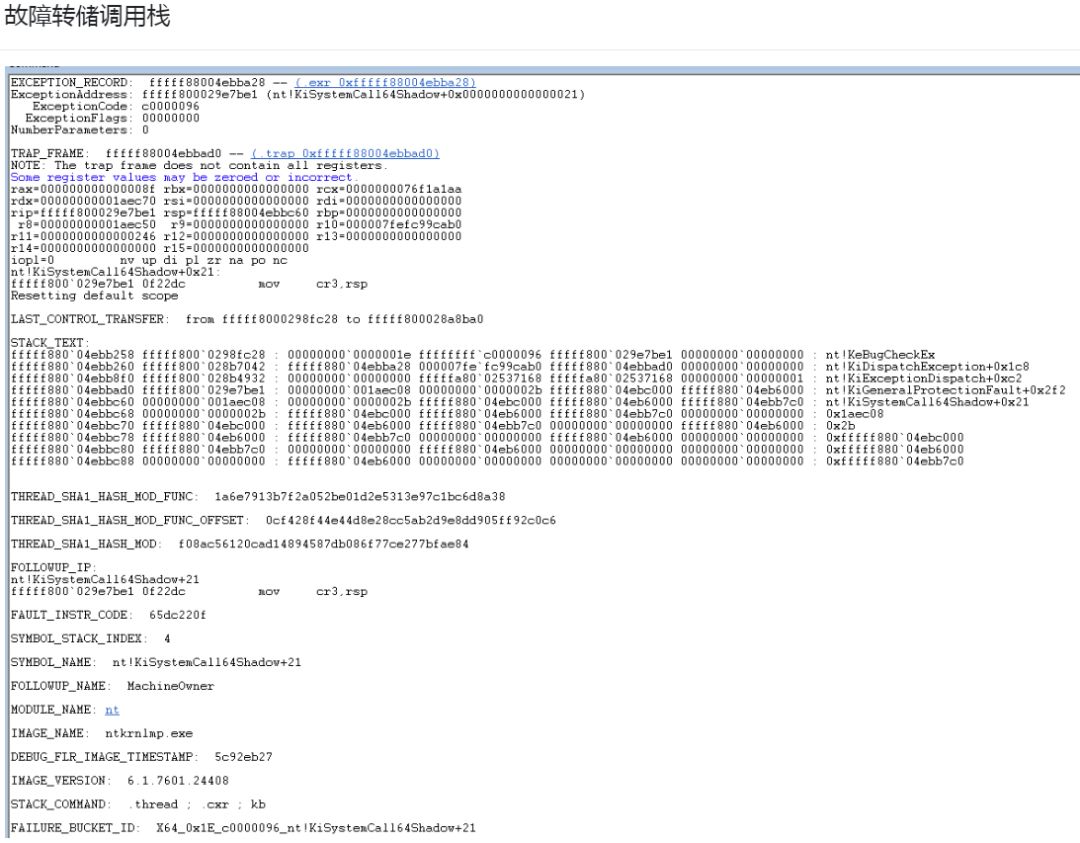 故障转储调用栈
EXCEPTION_RECORD: fffff88004ebba28 -- (.exr 0xfffff88004ebba28)
ExceptionAddress: fffff800029e7be1 (nt!KiSystemCall64Shadow+0x0000000000000021)
ExceptionCode: c0000096
ExceptionFlags: 00000000
NumberParameters: 0
TRAP_FRAME: fffff88004ebbad0 -- (.trap 0xfffff88004ebbad0)
NOTE: The trap frame does not contain all registers.
Some register values may be zeroed or incorrect.
rax=000000000000008f rbx=0000000000000000 rcx=0000000076f1a1aa
rdx=00000000001aec70 rsi=0000000000000000 rdi=0000000000000000
rip=fffff800029e7be1 rsp=fffff88004ebbc60 rbp=0000000000000000
r8=00000000001aec50 r9=0000000000000000 r10=000007fefc99cab0
r11=0000000000000246 r12=0000000000000000 r13=0000000000000000
r14=0000000000000000 r15=0000000000000000
iopl=0 nv up di pl zr na po nc
nt!KiSystemCall64Shadow+0x21:
fffff800`029e7be1 0f22dc mov cr3,rsp
Resetting default scope
LAST_CONTROL_TRANSFER: from fffff8000298fc28 to fffff800028a8ba0
STACK_TEXT:
fffff880`04ebb258 fffff800`0298fc28 : 00000000`0000001e ffffffff`c0000096 fffff800`029e7be1 00000000`00000000 : nt!KeBugCheckEx
fffff880`04ebb260 fffff800`028b7042 : fffff880`04ebba28 000007fe`fc99cab0 fffff880`04ebbad0 00000000`00000000 : nt!KiDispatchException+0x1c8
fffff880`04ebb8f0 fffff800`028b4932 : 00000000`00000000 fffffa80`02537168 fffffa80`02537168 00000000`00000001 : nt!KiExceptionDispatch+0xc2
fffff880`04ebbad0 fffff800`029e7be1 : 00000000`001aec08 00000000`0000002b fffff880`04ebc000 fffff880`04eb6000 : nt!KiGeneralProtectionFault+0x2f2
fffff880`04ebbc60 00000000`001aec08 : 00000000`0000002b fffff880`04ebc000 fffff880`04eb6000 fffff880`04ebb7c0 : nt!KiSystemCall64Shadow+0x21
fffff880`04ebbc68 00000000`0000002b : fffff880`04ebc000 fffff880`04eb6000 fffff880`04ebb7c0 00000000`00000000 : 0x1aec08
fffff880`04ebbc70 fffff880`04ebc000 : fffff880`04eb6000 fffff880`04ebb7c0 00000000`00000000 fffff880`04eb6000 : 0x2b
fffff880`04ebbc78 fffff880`04eb6000 : fffff880`04ebb7c0 00000000`00000000 fffff880`04eb6000 00000000`00000000 : 0xfffff880`04ebc000
fffff880`04ebbc80 fffff880`04ebb7c0 : 00000000`00000000 fffff880`04eb6000 00000000`00000000 00000000`00000000 : 0xfffff880`04eb6000
fffff880`04ebbc88 00000000`00000000 : fffff880`04eb6000 00000000`00000000 00000000`00000000 00000000`00000000 : 0xfffff880`04ebb7c0
THREAD_SHA1_HASH_MOD_FUNC: 1a6e7913b7f2a052be01d2e5313e97c1bc6d8a38
THREAD_SHA1_HASH_MOD_FUNC_OFFSET: 0cf428f44e44d8e28cc5ab2d9e8dd905ff92c0c6
THREAD_SHA1_HASH_MOD: f08ac56120cad14894587db086f77ce277bfae84
FOLLOWUP_IP:
nt!KiSystemCall64Shadow+21
fffff800`029e7be1 0f22dc mov cr3,rsp
FAULT_INSTR_CODE: 65dc220f
SYMBOL_STACK_INDEX: 4
SYMBOL_NAME: nt!KiSystemCall64Shadow+21
FOLLOWUP_NAME: MachineOwner
MODULE_NAME: nt
IMAGE_NAME: ntkrnlmp.exe
DEBUG_FLR_IMAGE_TIMESTAMP: 5c92eb27
IMAGE_VERSION: 6.1.7601.24408
STACK_COMMAND: .thread ; .cxr ; kb
FAILURE_BUCKET_ID: X64_0x1E_c0000096_nt!KiSystemCall64Shadow+21